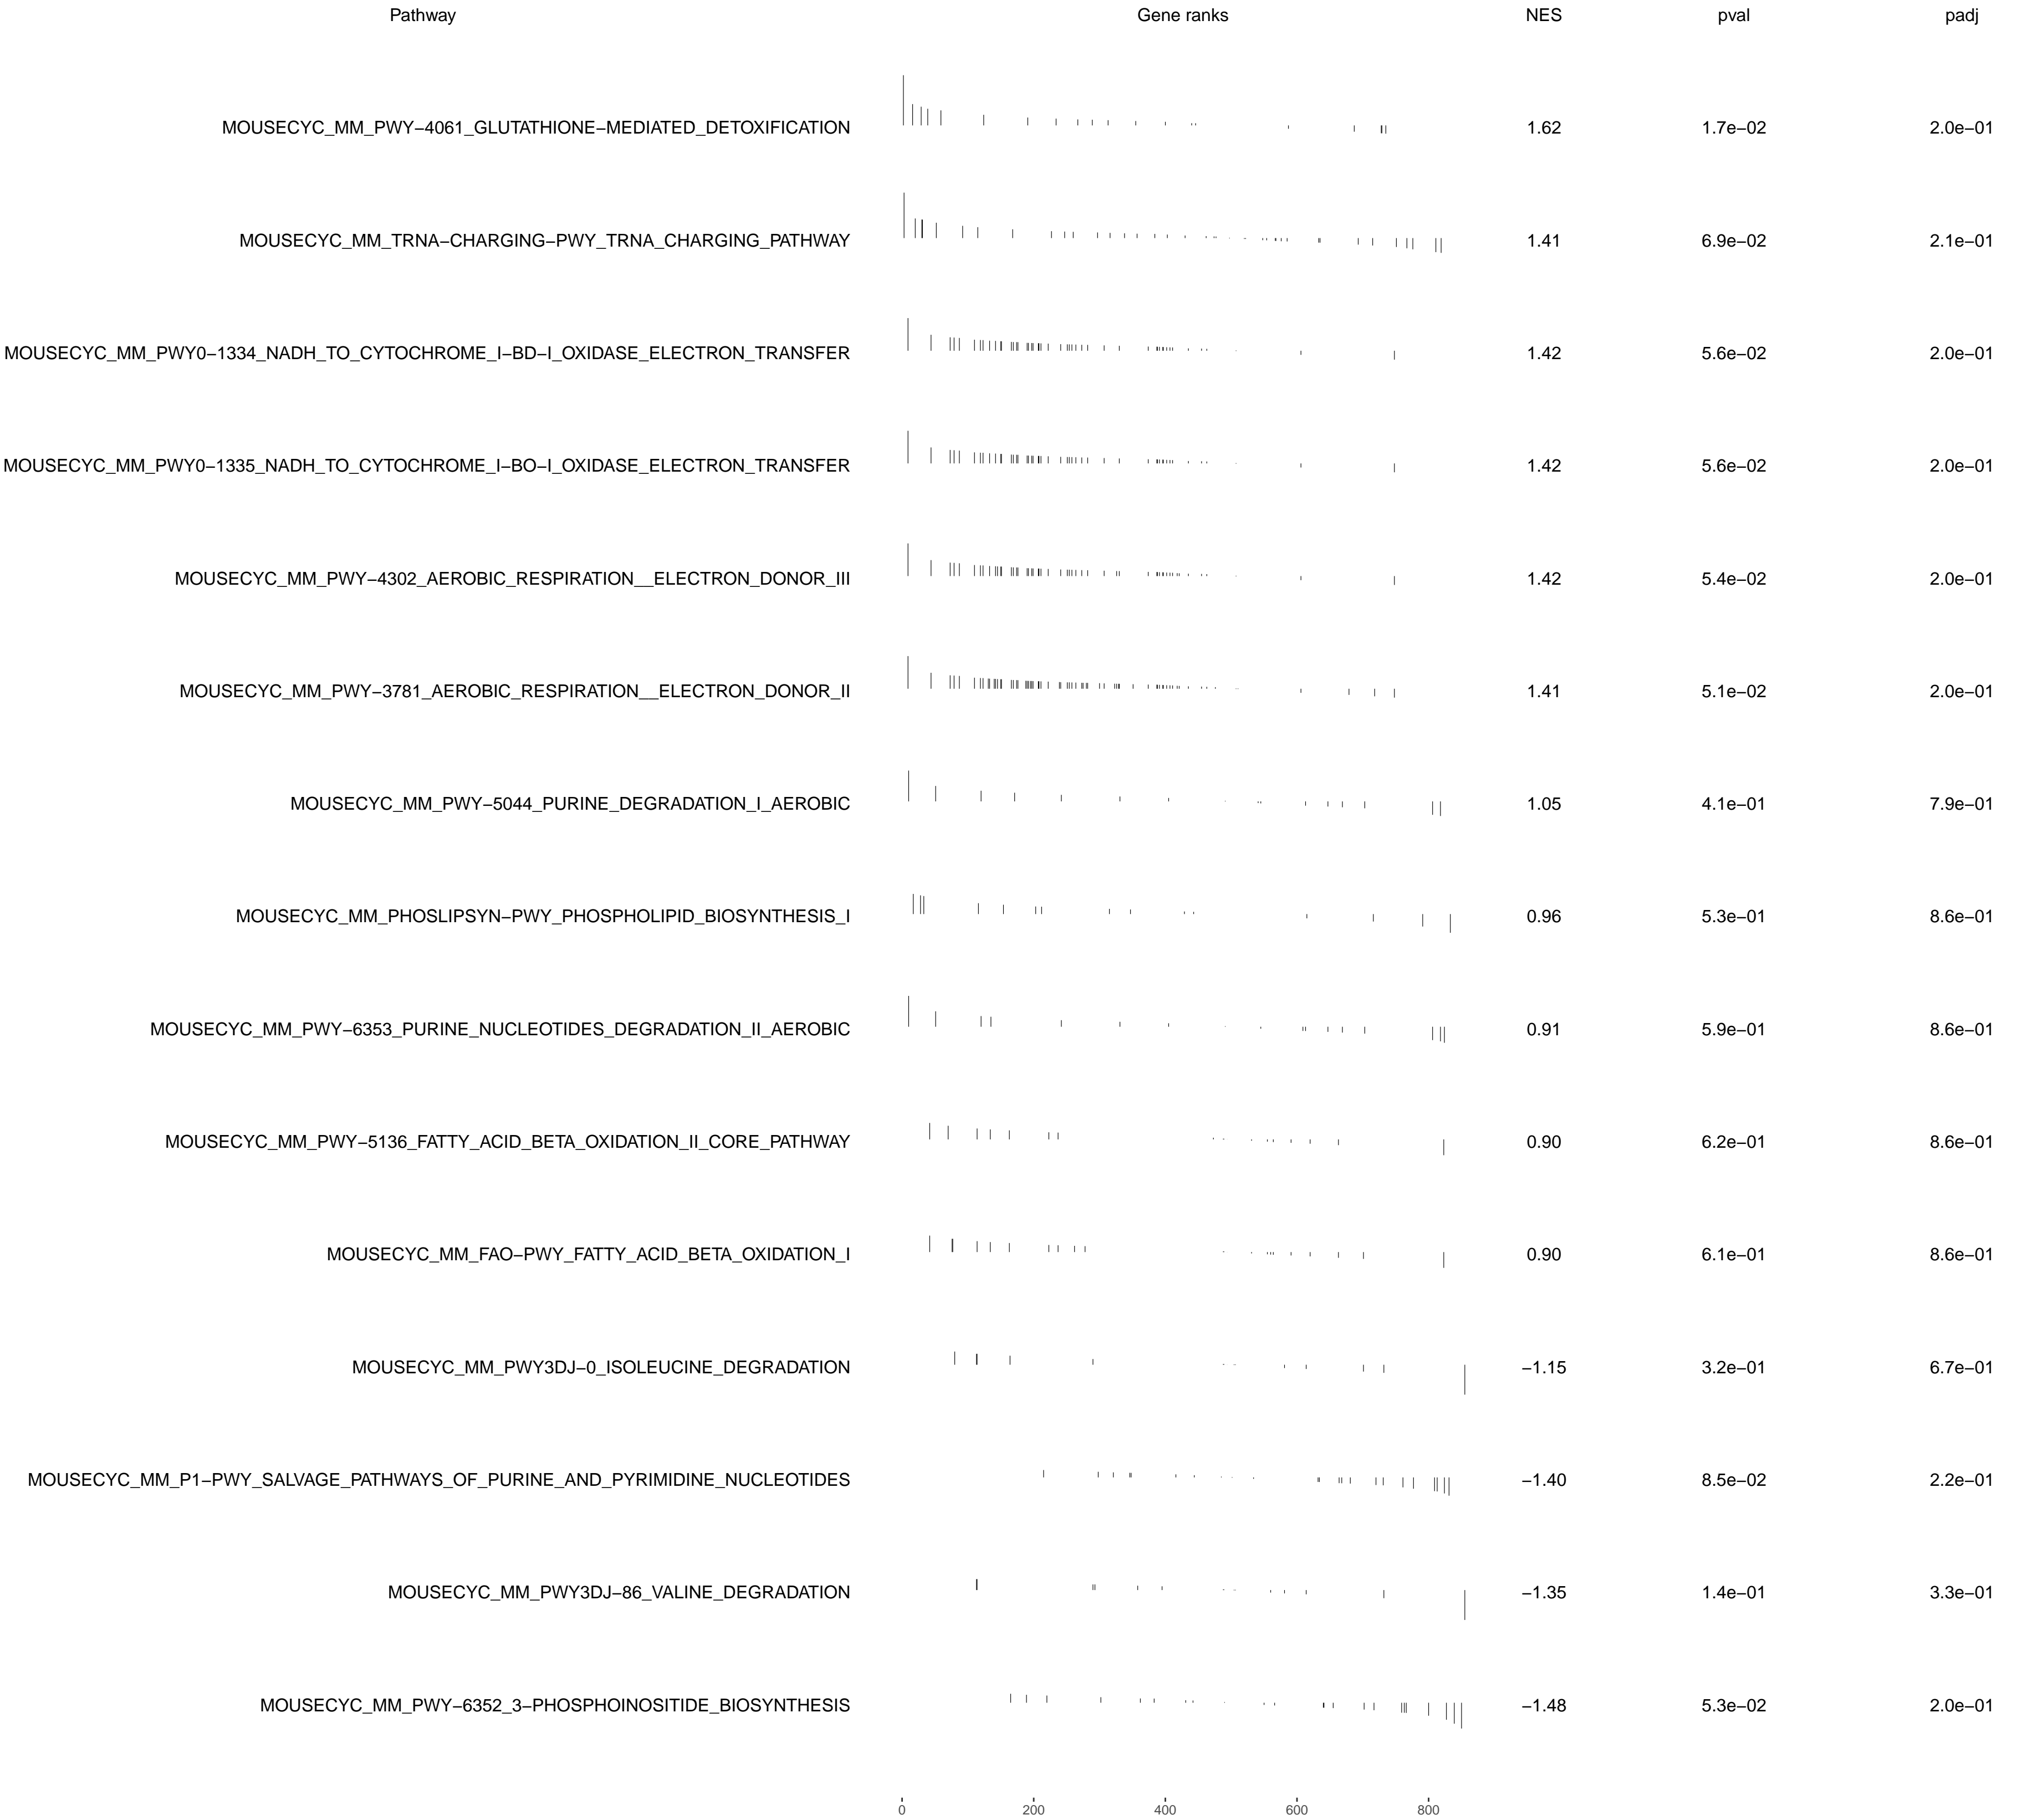 Pathway Gene ranks NES pval padj
MOUSECYC_MM_PWY−4061_GLUTATHIONE−MEDIATED_DETOXIFICATION 1.62 1.7e−02 2.0e−01
MOUSECYC_MM_TRNA−CHARGING−PWY_TRNA_CHARGING_PATHWAY 1.41 6.9e−02 2.1e−01
MOUSECYC_MM_PWY0−1334_NADH_TO_CYTOCHROME_I−BD−I_OXIDASE_ELECTRON_TRANSFER 1.42 5.6e−02 2.0e−01
MOUSECYC_MM_PWY0−1335_NADH_TO_CYTOCHROME_I−BO−I_OXIDASE_ELECTRON_TRANSFER 1.42 5.6e−02 2.0e−01
MOUSECYC_MM_PWY−4302_AEROBIC_RESPIRATION__ELECTRON_DONOR_III 1.42 5.4e−02 2.0e−01
MOUSECYC_MM_PWY−3781_AEROBIC_RESPIRATION__ELECTRON_DONOR_II 1.41 5.1e−02 2.0e−01
MOUSECYC_MM_PWY−5044_PURINE_DEGRADATION_I_AEROBIC 1.05 4.1e−01 7.9e−01
MOUSECYC_MM_PHOSLIPSYN−PWY_PHOSPHOLIPID_BIOSYNTHESIS_I 0.96 5.3e−01 8.6e−01
MOUSECYC_MM_PWY−6353_PURINE_NUCLEOTIDES_DEGRADATION_II_AEROBIC 0.91 5.9e−01 8.6e−01
MOUSECYC_MM_PWY−5136_FATTY_ACID_BETA_OXIDATION_II_CORE_PATHWAY 0.90 6.2e−01 8.6e−01
MOUSECYC_MM_FAO−PWY_FATTY_ACID_BETA_OXIDATION_I 0.90 6.1e−01 8.6e−01
MOUSECYC_MM_PWY3DJ−0_ISOLEUCINE_DEGRADATION −1.15 3.2e−01 6.7e−01
MOUSECYC_MM_P1−PWY_SALVAGE_PATHWAYS_OF_PURINE_AND_PYRIMIDINE_NUCLEOTIDES −1.40 8.5e−02 2.2e−01
MOUSECYC_MM_PWY3DJ−86_VALINE_DEGRADATION −1.35 1.4e−01 3.3e−01
MOUSECYC_MM_PWY−6352_3−PHOSPHOINOSITIDE_BIOSYNTHESIS −1.48 5.3e−02 2.0e−01
0 200 400 600 800